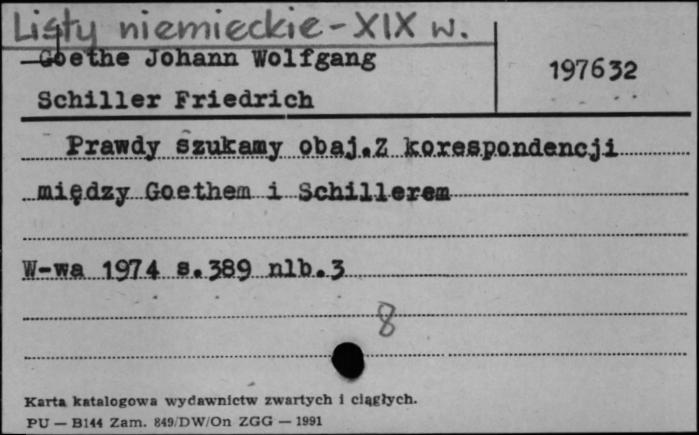 Listy niemieckie - XIX w.
Goethe Johann Wolfgang
197632
Schiller Friedrich
Prawdy szukamy obaj.Z korespondencji
między Goethem i Schillerem
W-wa 1974 s.389 nlb.3
8
Karta katalogowa wydawnictw zwartych i ciągłych.
PU — B144 Zam. 849/DW/On ZGG — 1991